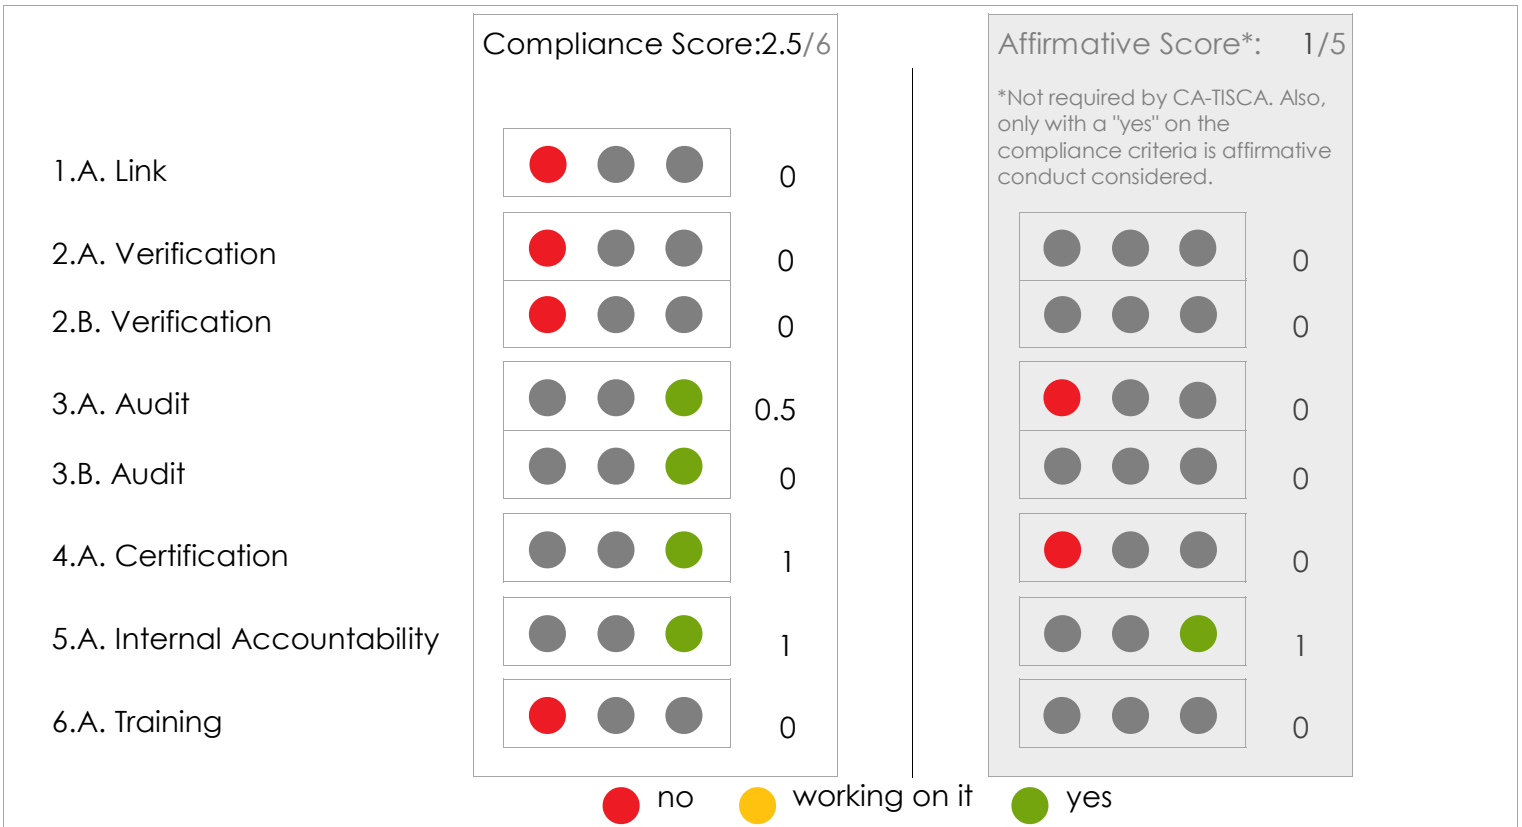 Compliance Score:2.5/6
Affirmative Score*: 1/5
*Not required by CA-TISCA. Also,
only with a "yes" on the
compliance criteria is affirmative
conduct considered.
1.A. Link 0
2.A. Verification 0 0
2.B. Verification 0 0
3.A. Audit 0.5 0
3.B. Audit 0 0
4.A. Certification 1 0
5.A. Internal Accountability 1 1
6.A. Training 0 0
no working on it yes